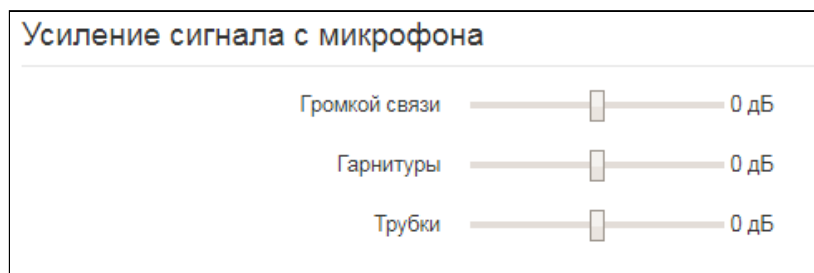 Усиление сигнала с микрофона
Громкой связи 0 дБ
Гарнитуры 0 дБ
Трубки 0 дБ